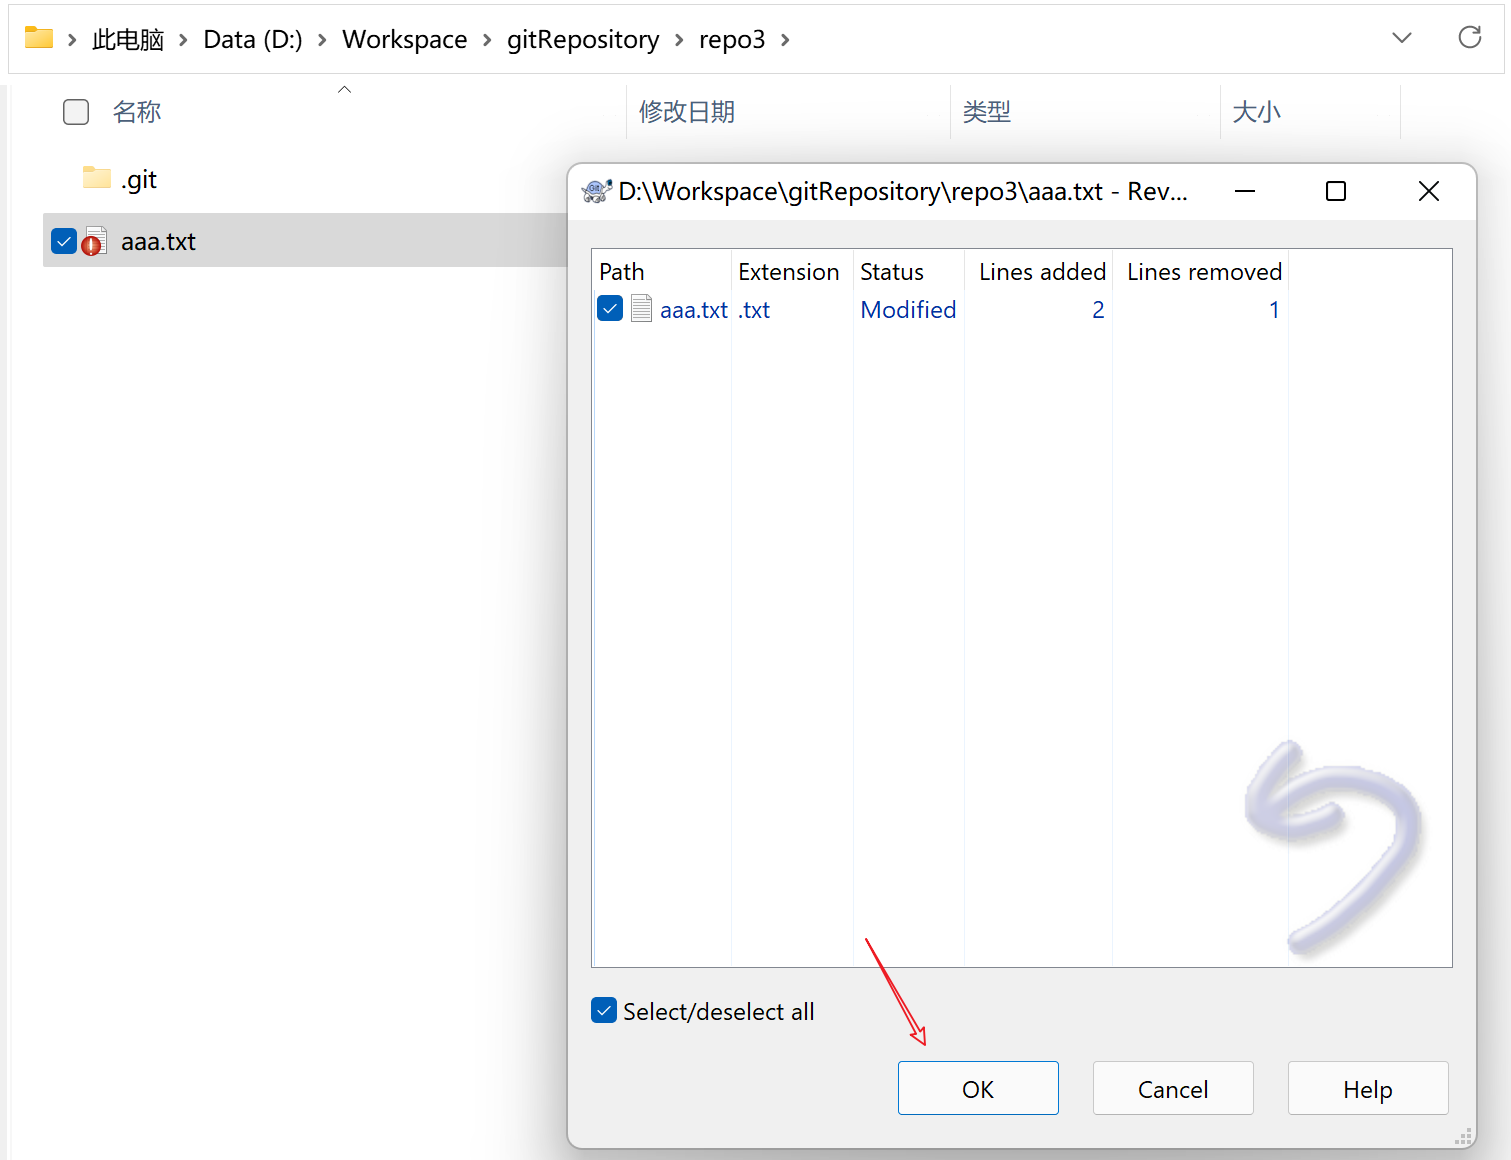 此电脑 > Data (D:) > Workspace > gitRepository > repo3 >
名称 修改日期 类型 大小
.git
aaa.txt
D:\Workspace\gitRepository\repo3\aaa.txt - Rev...
Path Extension Status Lines added Lines removed
aaa.txt .txt Modified 2 1
Select/deselect all
OK Cancel Help